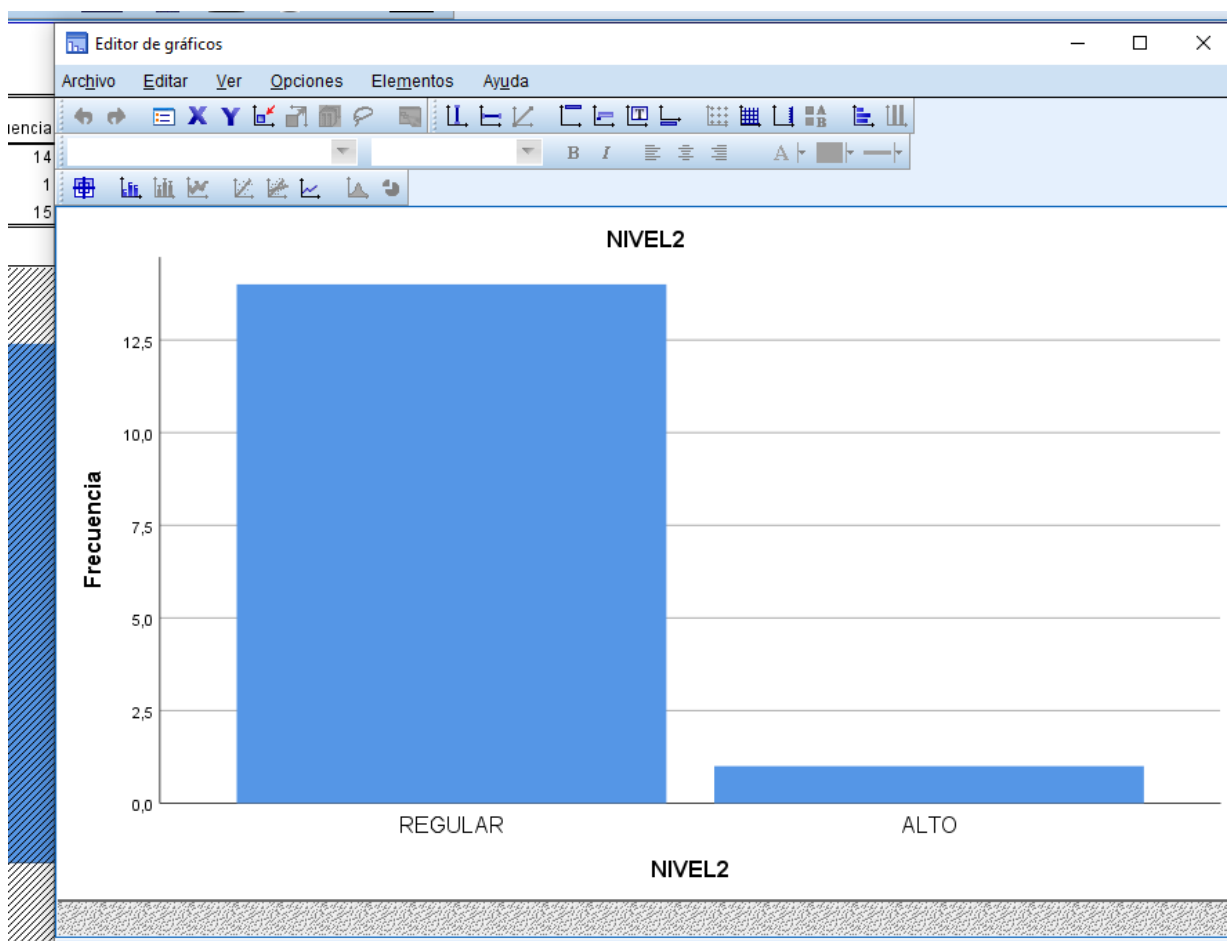 Editor de gráficos
Archivo Editar Ver Opciones Elementos Ayuda
encia
14
1
15
B I A
NIVEL2
12,5
10,0
7,5
5,0
2,5
0,0
Frecuencia
REGULAR ALTO
NIVEL2